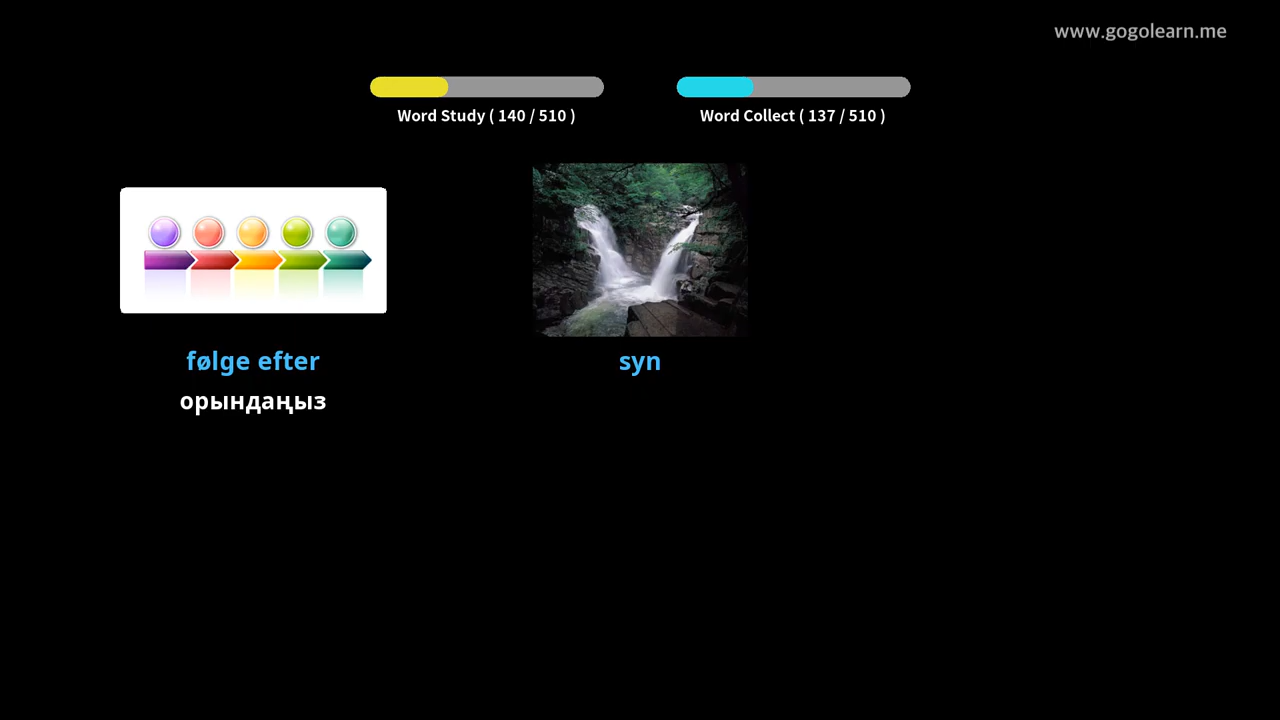 www.gogolearn.me
Word Study ( 140 / 510 )
Word Collect ( 137 / 510 )
følge efter
орындаңыз
syn